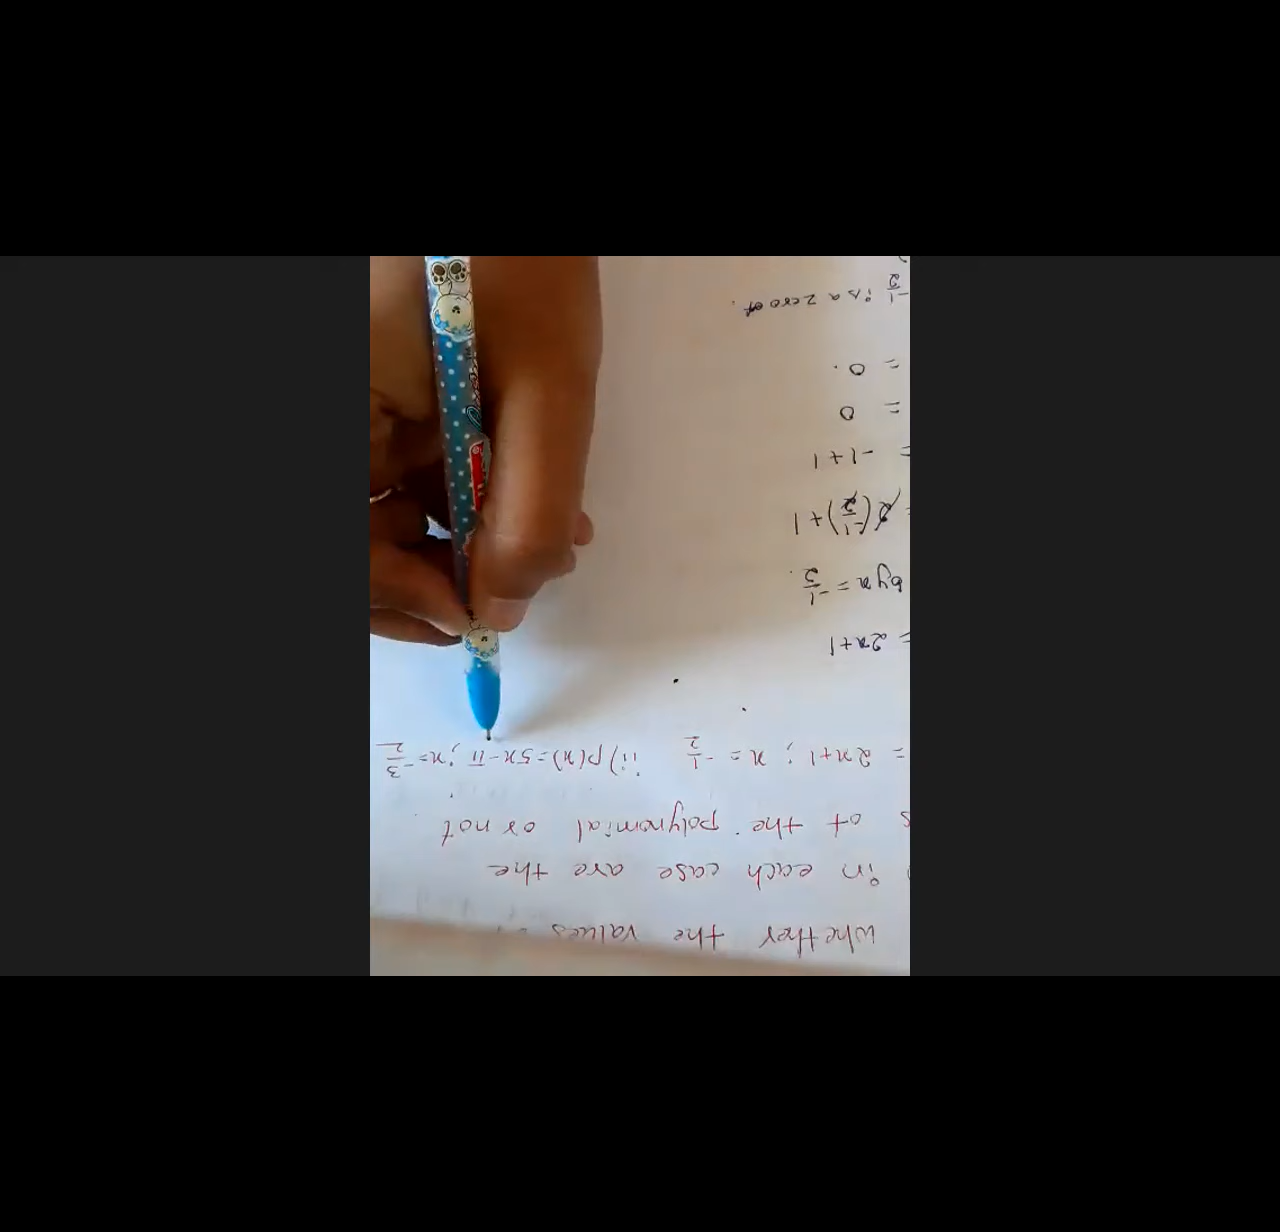 whether the values
in each case are the
s of the polynomial or not
= 2x+1 ; x = -1/2 ii) p(x)=5x-π ; x= -3/2
= 2x+1
by x = -1/2
= 2(-1/2)+1
= -1+1
= 0
= 0.
-1/2 is a zero of